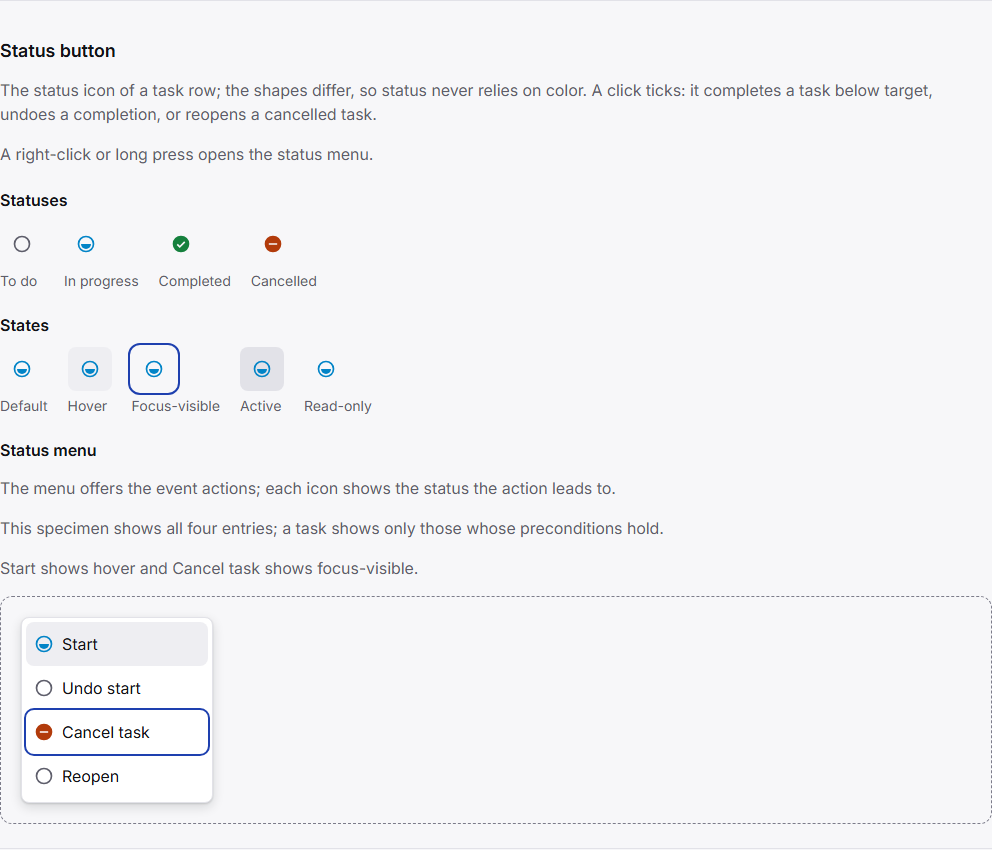 Status button
The status icon of a task row; the shapes differ, so status never relies on color. A click ticks: it completes a task below target,
undoes a completion, or reopens a cancelled task.
A right-click or long press opens the status menu.
Statuses
To do In progress Completed Cancelled
States
Default Hover Focus-visible Active Read-only
Status menu
The menu offers the event actions; each icon shows the status the action leads to.
This specimen shows all four entries; a task shows only those whose preconditions hold.
Start shows hover and Cancel task shows focus-visible.
Start
Undo start
Cancel task
Reopen